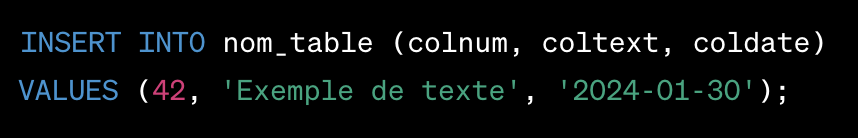 INSERT INTO nom_table (colnum, coltext, coldate)
VALUES (42, 'Exemple de texte', '2024-01-30');